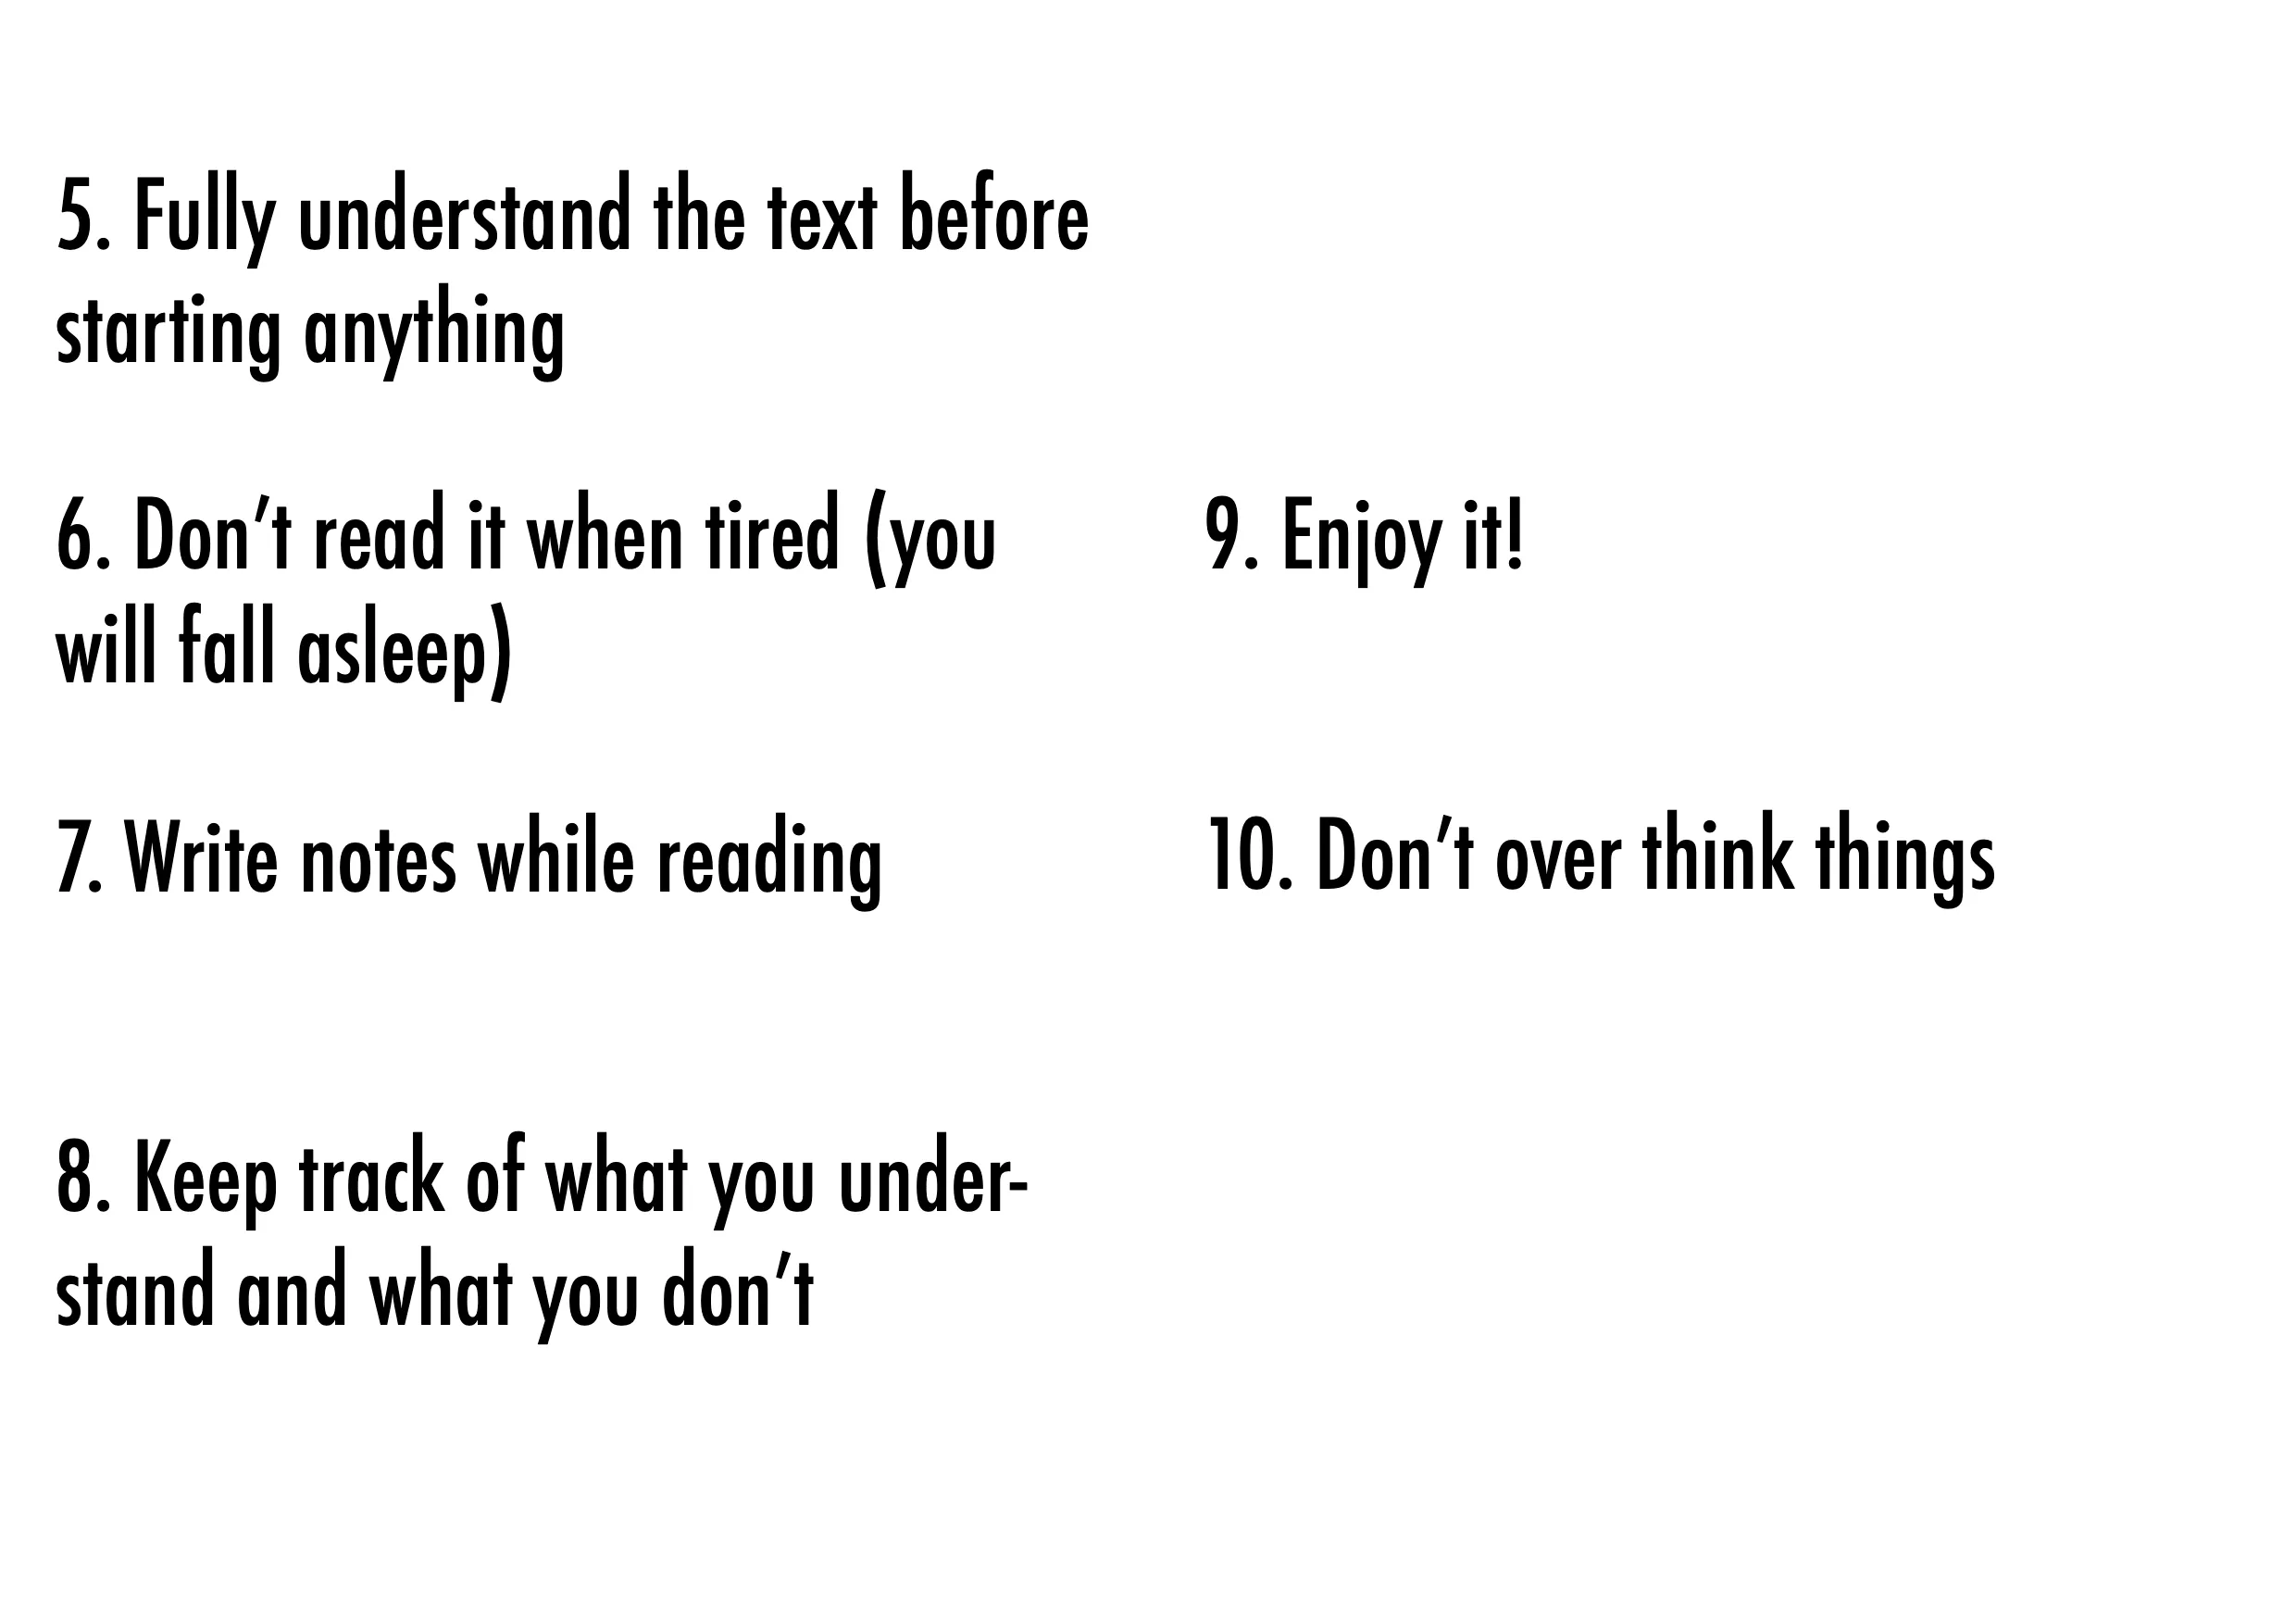 5. Fully understand the text before
starting anything
6. Don’t read it when tired (you
will fall asleep)
7. Write notes while reading
8. Keep track of what you under-
stand and what you don’t
9. Enjoy it!
10. Don’t over think things